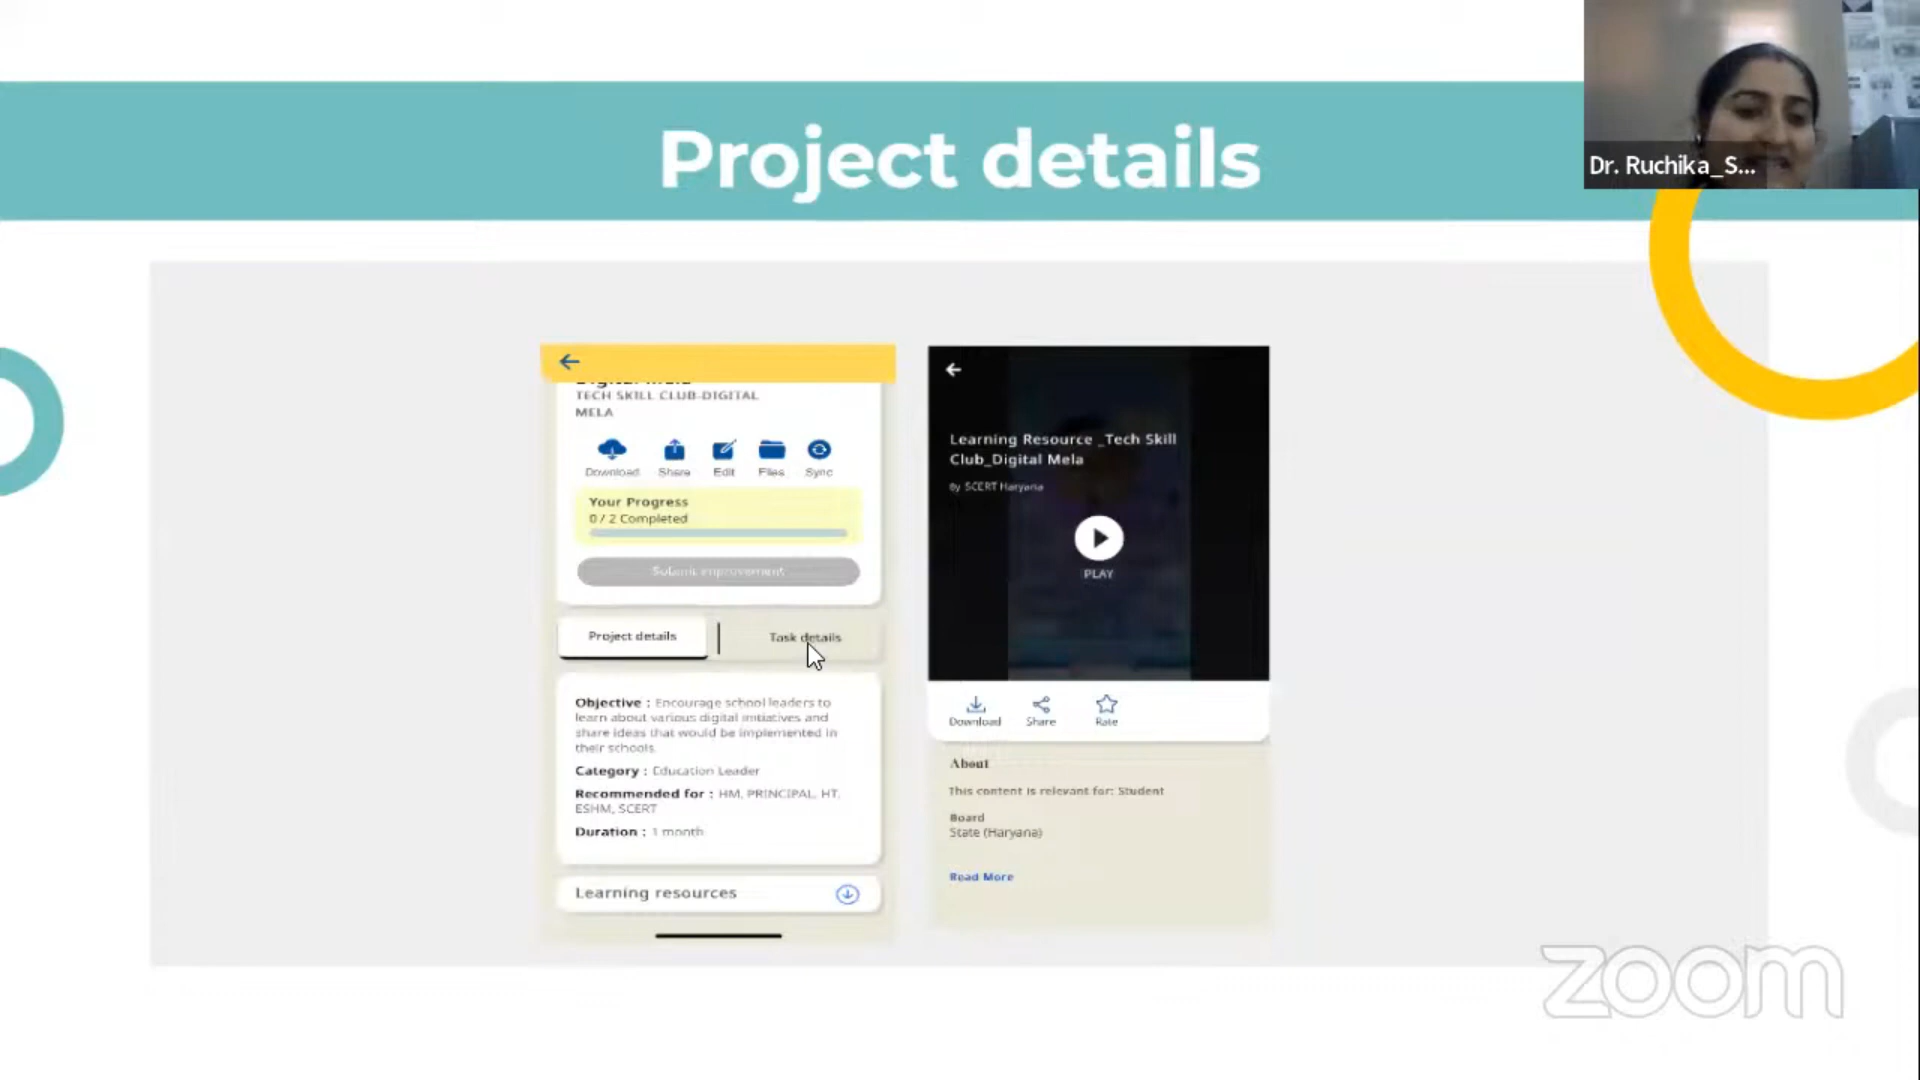 Project details
Dr. Ruchika_S...
Digital Mela
TECH SKILL CLUB-DIGITAL
MELA
Download Share Edit Files Sync
Your Progress
0 / 2 Completed
Submit improvement
Project details
Task details
Objective : Encourage school leaders to
learn about various digital initiatives and
share ideas that would be implemented in
their schools.
Category : Education Leader
Recommended for : HM, PRINCIPAL, HT,
ESHM, SCERT
Duration : 1 month
Learning resources
Learning Resource _Tech Skill
Club_Digital Mela
By SCERT Haryana
PLAY
Download Share Rate
About
This content is relevant for: Student
Board
State (Haryana)
Read More
zoom